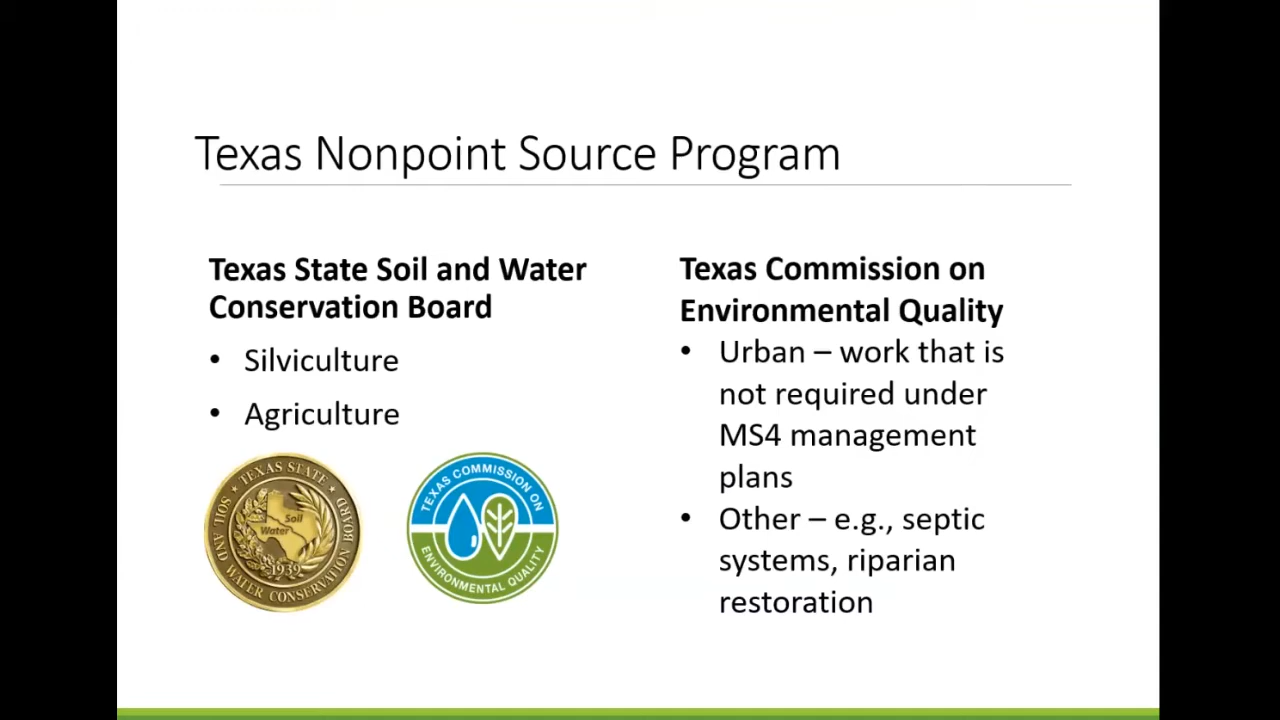 Texas Nonpoint Source Program
Texas State Soil and Water
Conservation Board
• Silviculture
• Agriculture
TEXAS STATE
SOIL AND WATER CONSERVATION BOARD
Soil
Water
1939
TEXAS COMMISSION ON
ENVIRONMENTAL QUALITY
Texas Commission on
Environmental Quality
• Urban – work that is
not required under
MS4 management
plans
• Other – e.g., septic
systems, riparian
restoration